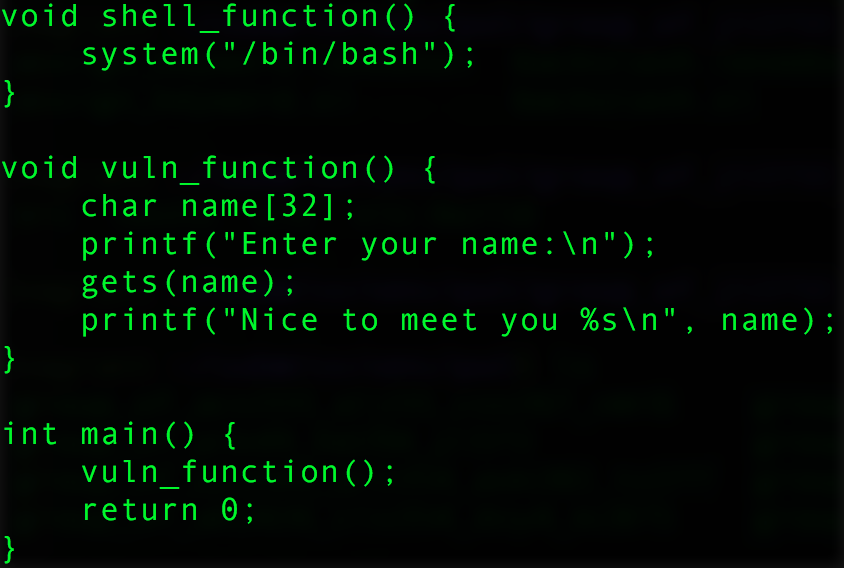 void shell_function() {
    system("/bin/bash");
}

void vuln_function() {
    char name[32];
    printf("Enter your name:\n");
    gets(name);
    printf("Nice to meet you %s\n", name);
}

int main() {
    vuln_function();
    return 0;
}